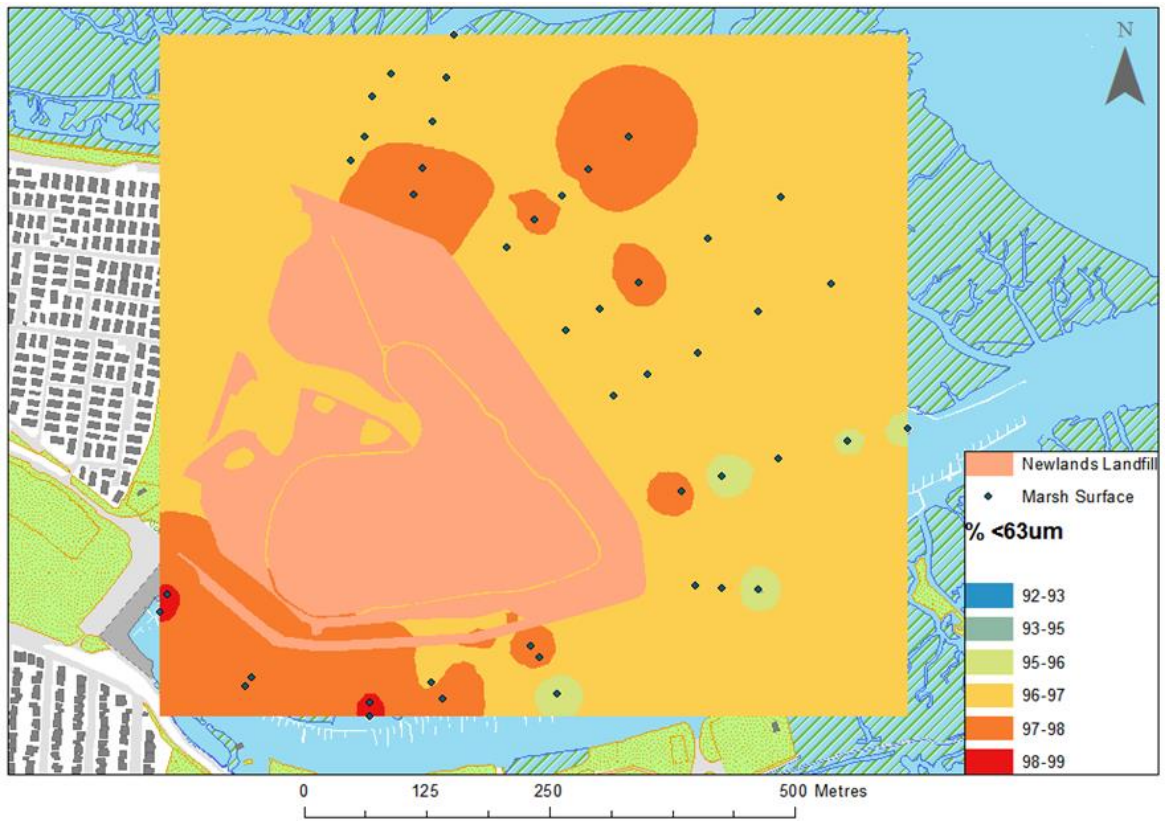 N
Newlands Landfill
Marsh Surface
% <63um
92-93
93-95
95-96
96-97
97-98
98-99
0 125 250 500 Metres